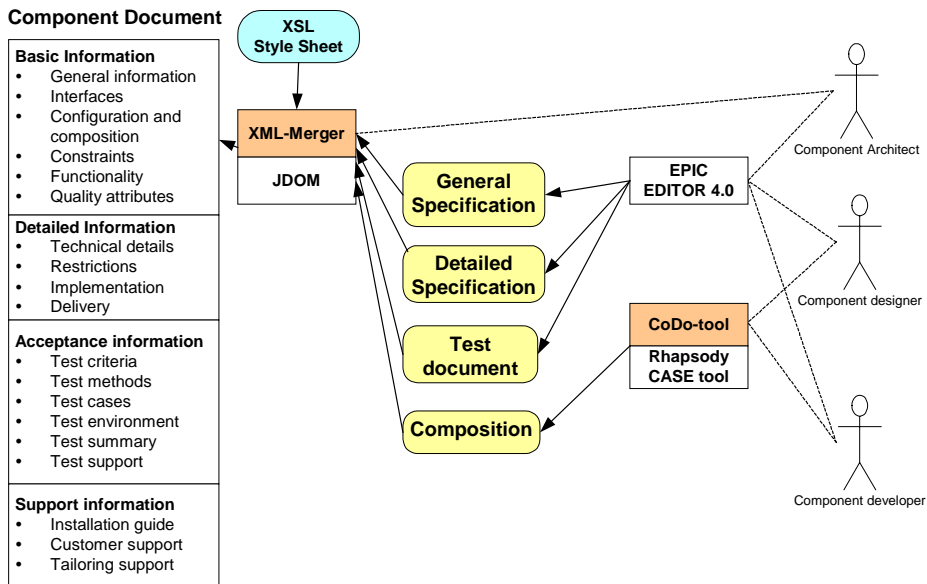 Component Document
Basic Information
• General information
• Interfaces
• Configuration and
composition
• Constraints
• Functionality
• Quality attributes
Detailed Information
• Technical details
• Restrictions
• Implementation
• Delivery
Acceptance information
• Test criteria
• Test methods
• Test cases
• Test environment
• Test summary
• Test support
Support information
• Installation guide
• Customer support
• Tailoring support
XSL
Style Sheet
XML-Merger
JDOM
General
Specification
Detailed
Specification
Test
document
Composition
EPIC
EDITOR 4.0
CoDo-tool
Rhapsody
CASE tool
Component Architect
Component designer
Component developer